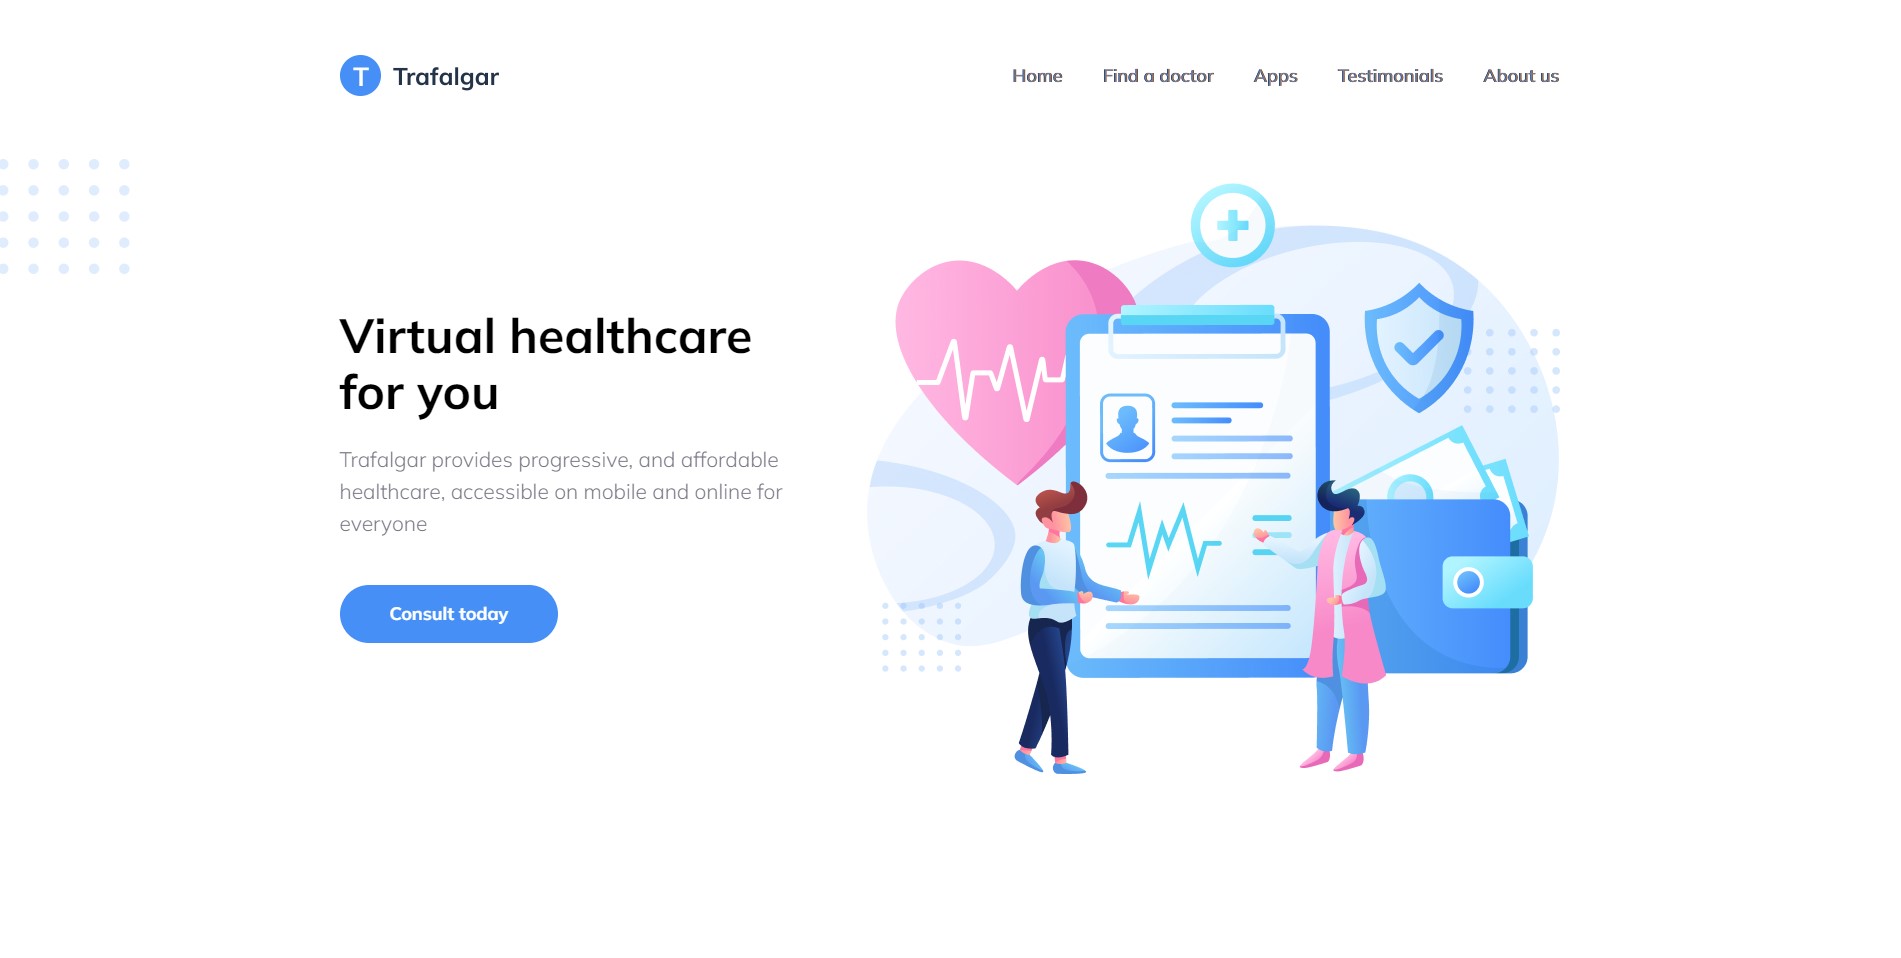 T Trafalgar
Home Find a doctor Apps Testimonials About us
Virtual healthcare
for you
Trafalgar provides progressive, and affordable
healthcare, accessible on mobile and online for
everyone
Consult today